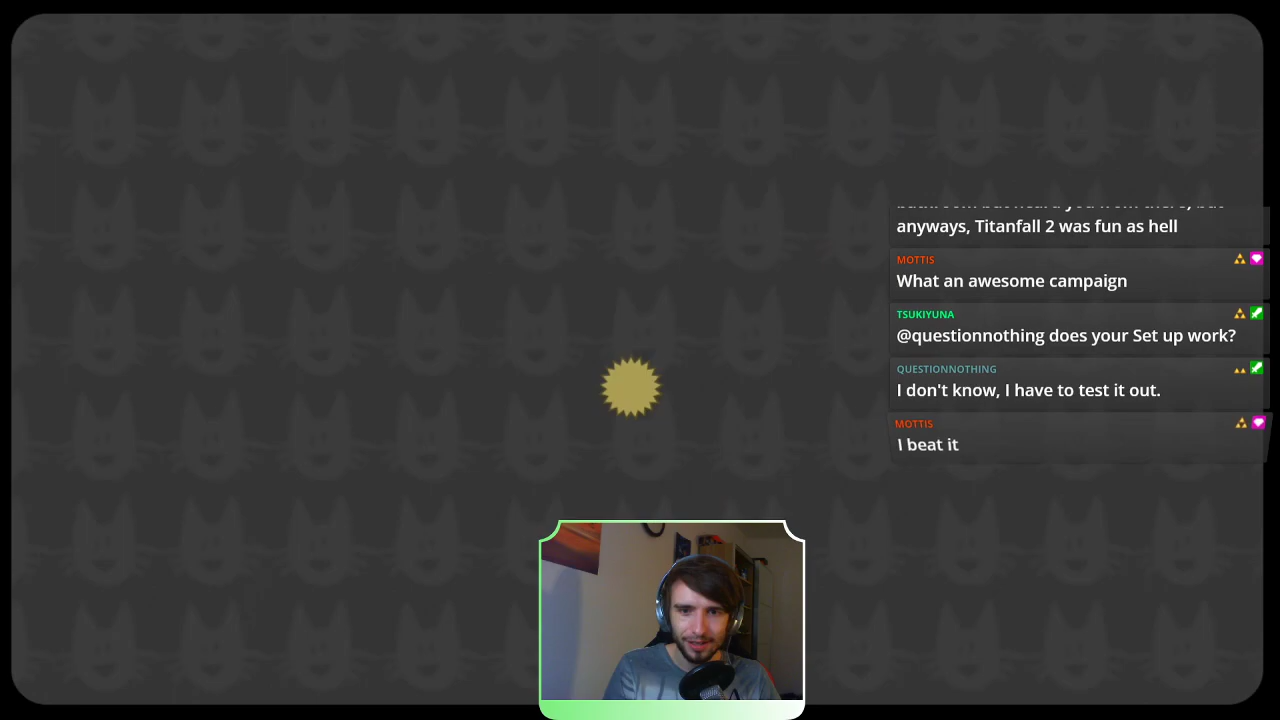 anyways, Titanfall 2 was fun as hell
MOTTIS
What an awesome campaign
TSUKIYUNA
@questionnothing does your Set up work?
QUESTIONNOTHING
I don't know, I have to test it out.
MOTTIS
I beat it